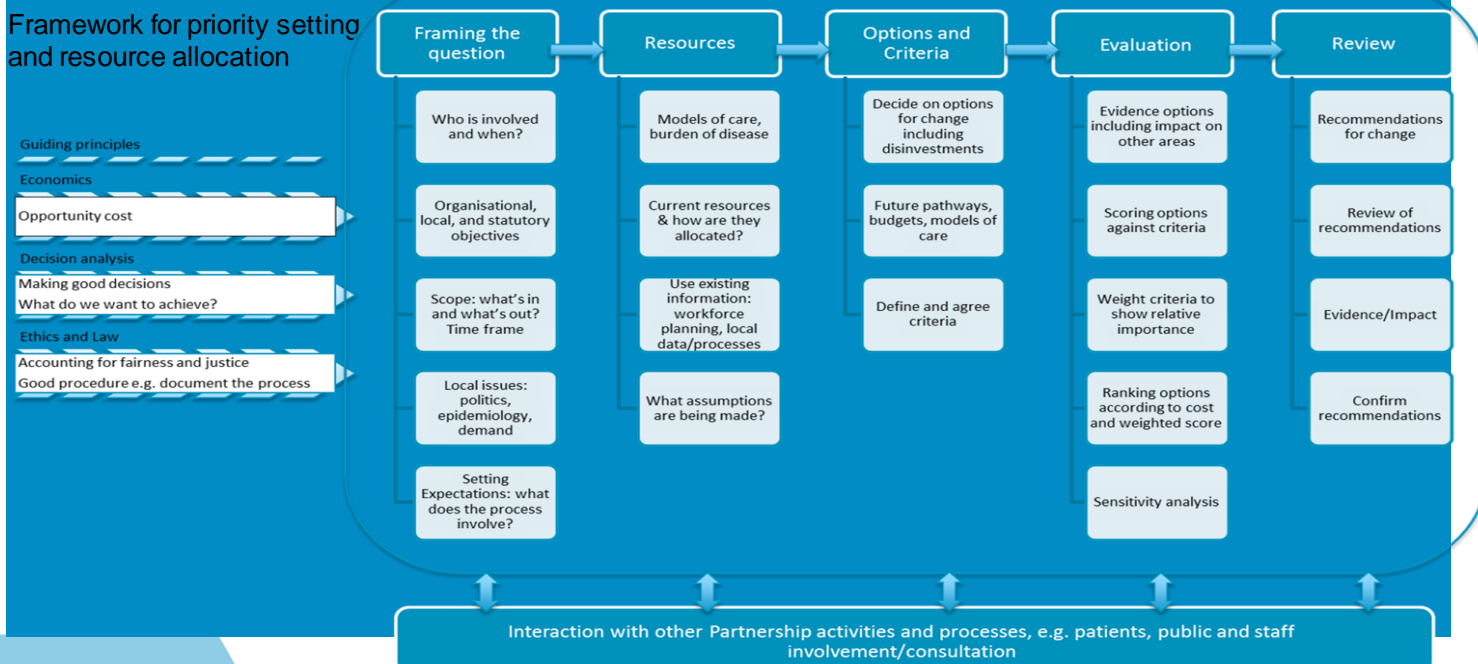 Framework for priority setting
and resource allocation
Guiding principles
Economics
Opportunity cost
Decision analysis
Making good decisions
What do we want to achieve?
Ethics and Law
Accounting for fairness and justice
Good procedure e.g. document the process
Framing the
question
Who is involved
and when?
Organisational,
local, and statutory
objectives
Scope: what's in
and what's out?
Time frame
Local issues:
politics,
epidemiology,
demand
Setting
Expectations: what
does the process
involve?
Resources
Models of care,
burden of disease
Current resources
& how are they
allocated?
Use existing
information:
workforce
planning, local
data/processes
What assumptions
are being made?
Options and
Criteria
Decide on options
for change
including
disinvestments
Future pathways,
budgets, models of
care
Define and agree
criteria
Evaluation
Evidence options
including impact on
other areas
Scoring options
against criteria
Weight criteria to
show relative
importance
Ranking options
according to cost
and weighted score
Sensitivity analysis
Review
Recommendations
for change
Review of
recommendations
Evidence/Impact
Confirm
recommendations
Interaction with other Partnership activities and processes, e.g. patients, public and staff
involvement/consultation